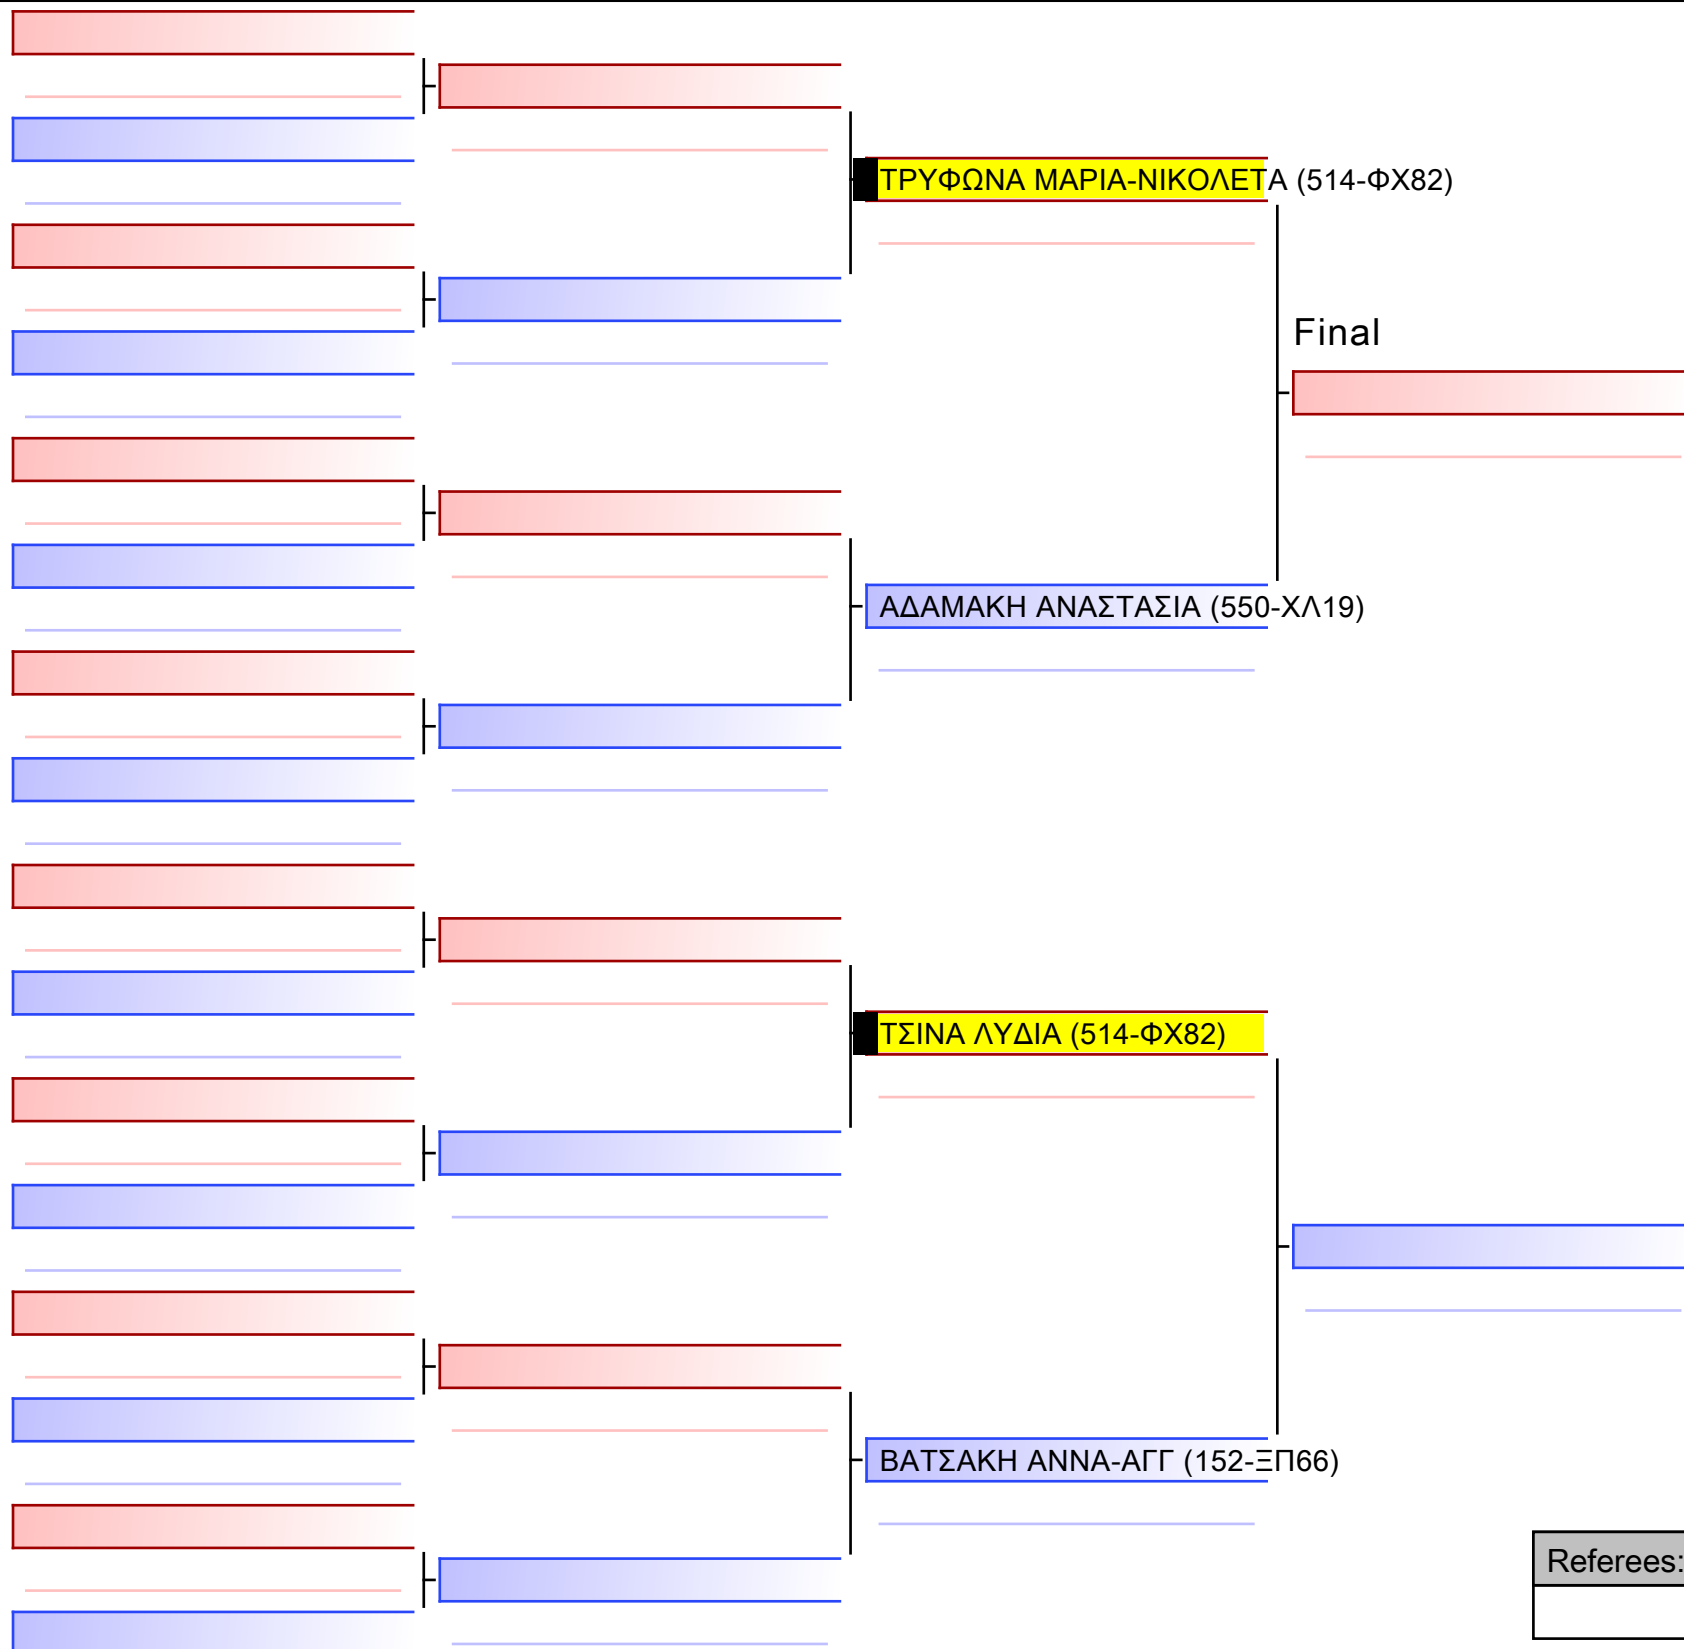 ΤΡΥΦΩΝΑ ΜΑΡΙΑ-ΝΙΚΟΛΕΤΑ (514-ΦΧ82)
Final
ΑΔΑΜΑΚΗ ΑΝΑΣΤΑΣΙΑ (550-ΧΛ19)
ΤΣΙΝΑ ΛΥΔΙΑ (514-ΦΧ82)
ΒΑΤΣΑΚΗ ΑΝΝΑ-ΑΓΓ (152-ΞΠ66)
Referees: